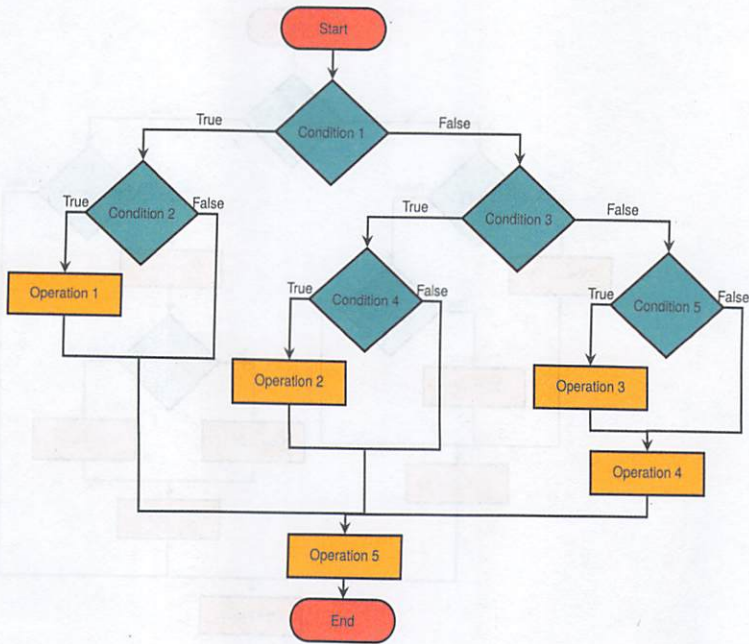 Start
Condition 1
True
False
Condition 2
True
False
Condition 3
True
False
Operation 1
Condition 4
True
False
Condition 5
True
False
Operation 2
Operation 3
Operation 4
Operation 5
End